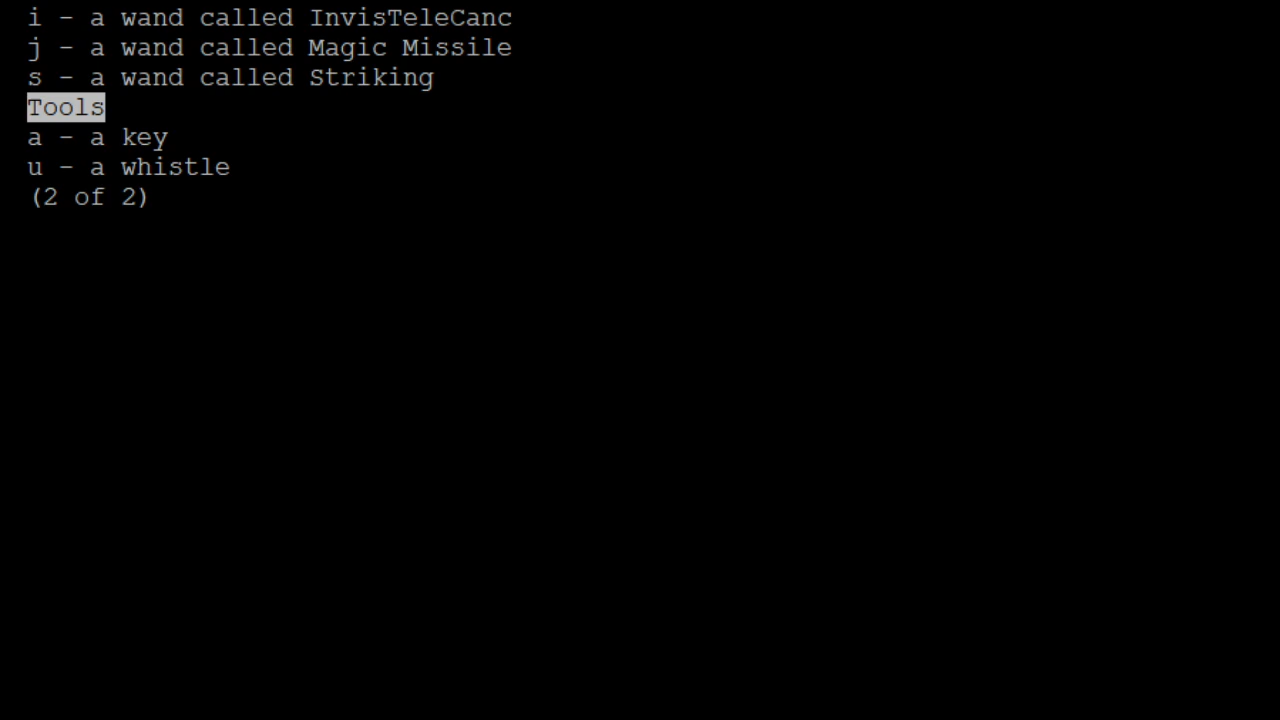 i - a wand called InvisTeleCanc
j - a wand called Magic Missile
s - a wand called Striking
Tools
a - a key
u - a whistle
(2 of 2)